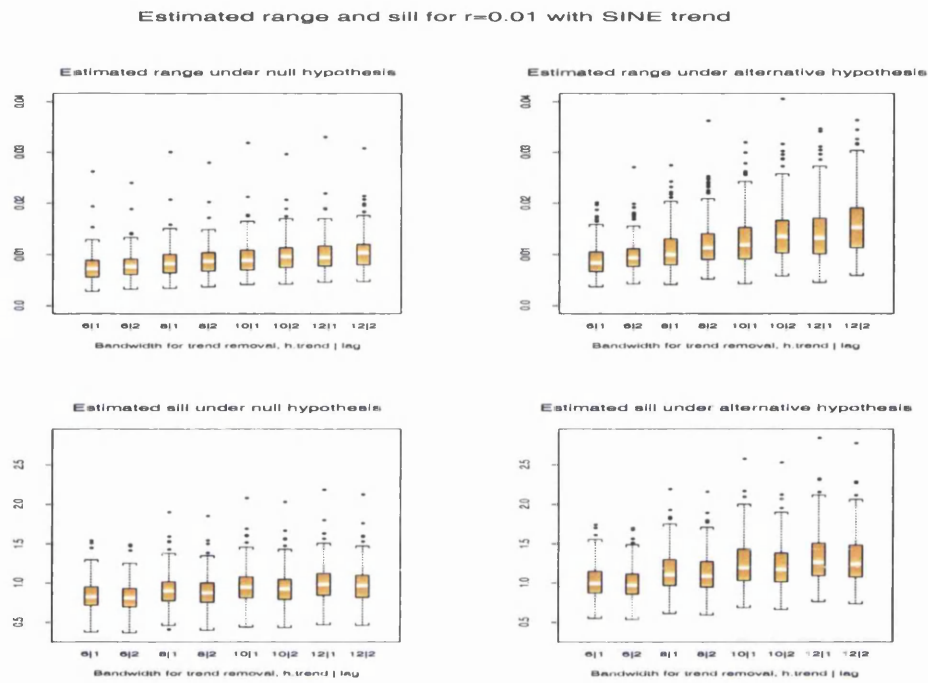 Estimated range and sill for r=0.01 with SINE trend
Estimated range under null hypothesis
0.04
0.03
0.02
0.01
0.0
6|1 6|2 8|1 8|2 10|1 10|2 12|1 12|2
Bandwidth for trend removal, h.trend | lag
Estimated range under alternative hypothesis
0.04
0.03
0.02
0.01
0.0
6|1 6|2 8|1 8|2 10|1 10|2 12|1 12|2
Bandwidth for trend removal, h.trend | lag
Estimated sill under null hypothesis
2.5
2.0
1.5
1.0
0.5
6|1 6|2 8|1 8|2 10|1 10|2 12|1 12|2
Bandwidth for trend removal, h.trend | lag
Estimated sill under alternative hypothesis
2.5
2.0
1.5
1.0
0.5
6|1 6|2 8|1 8|2 10|1 10|2 12|1 12|2
Bandwidth for trend removal, h.trend | lag